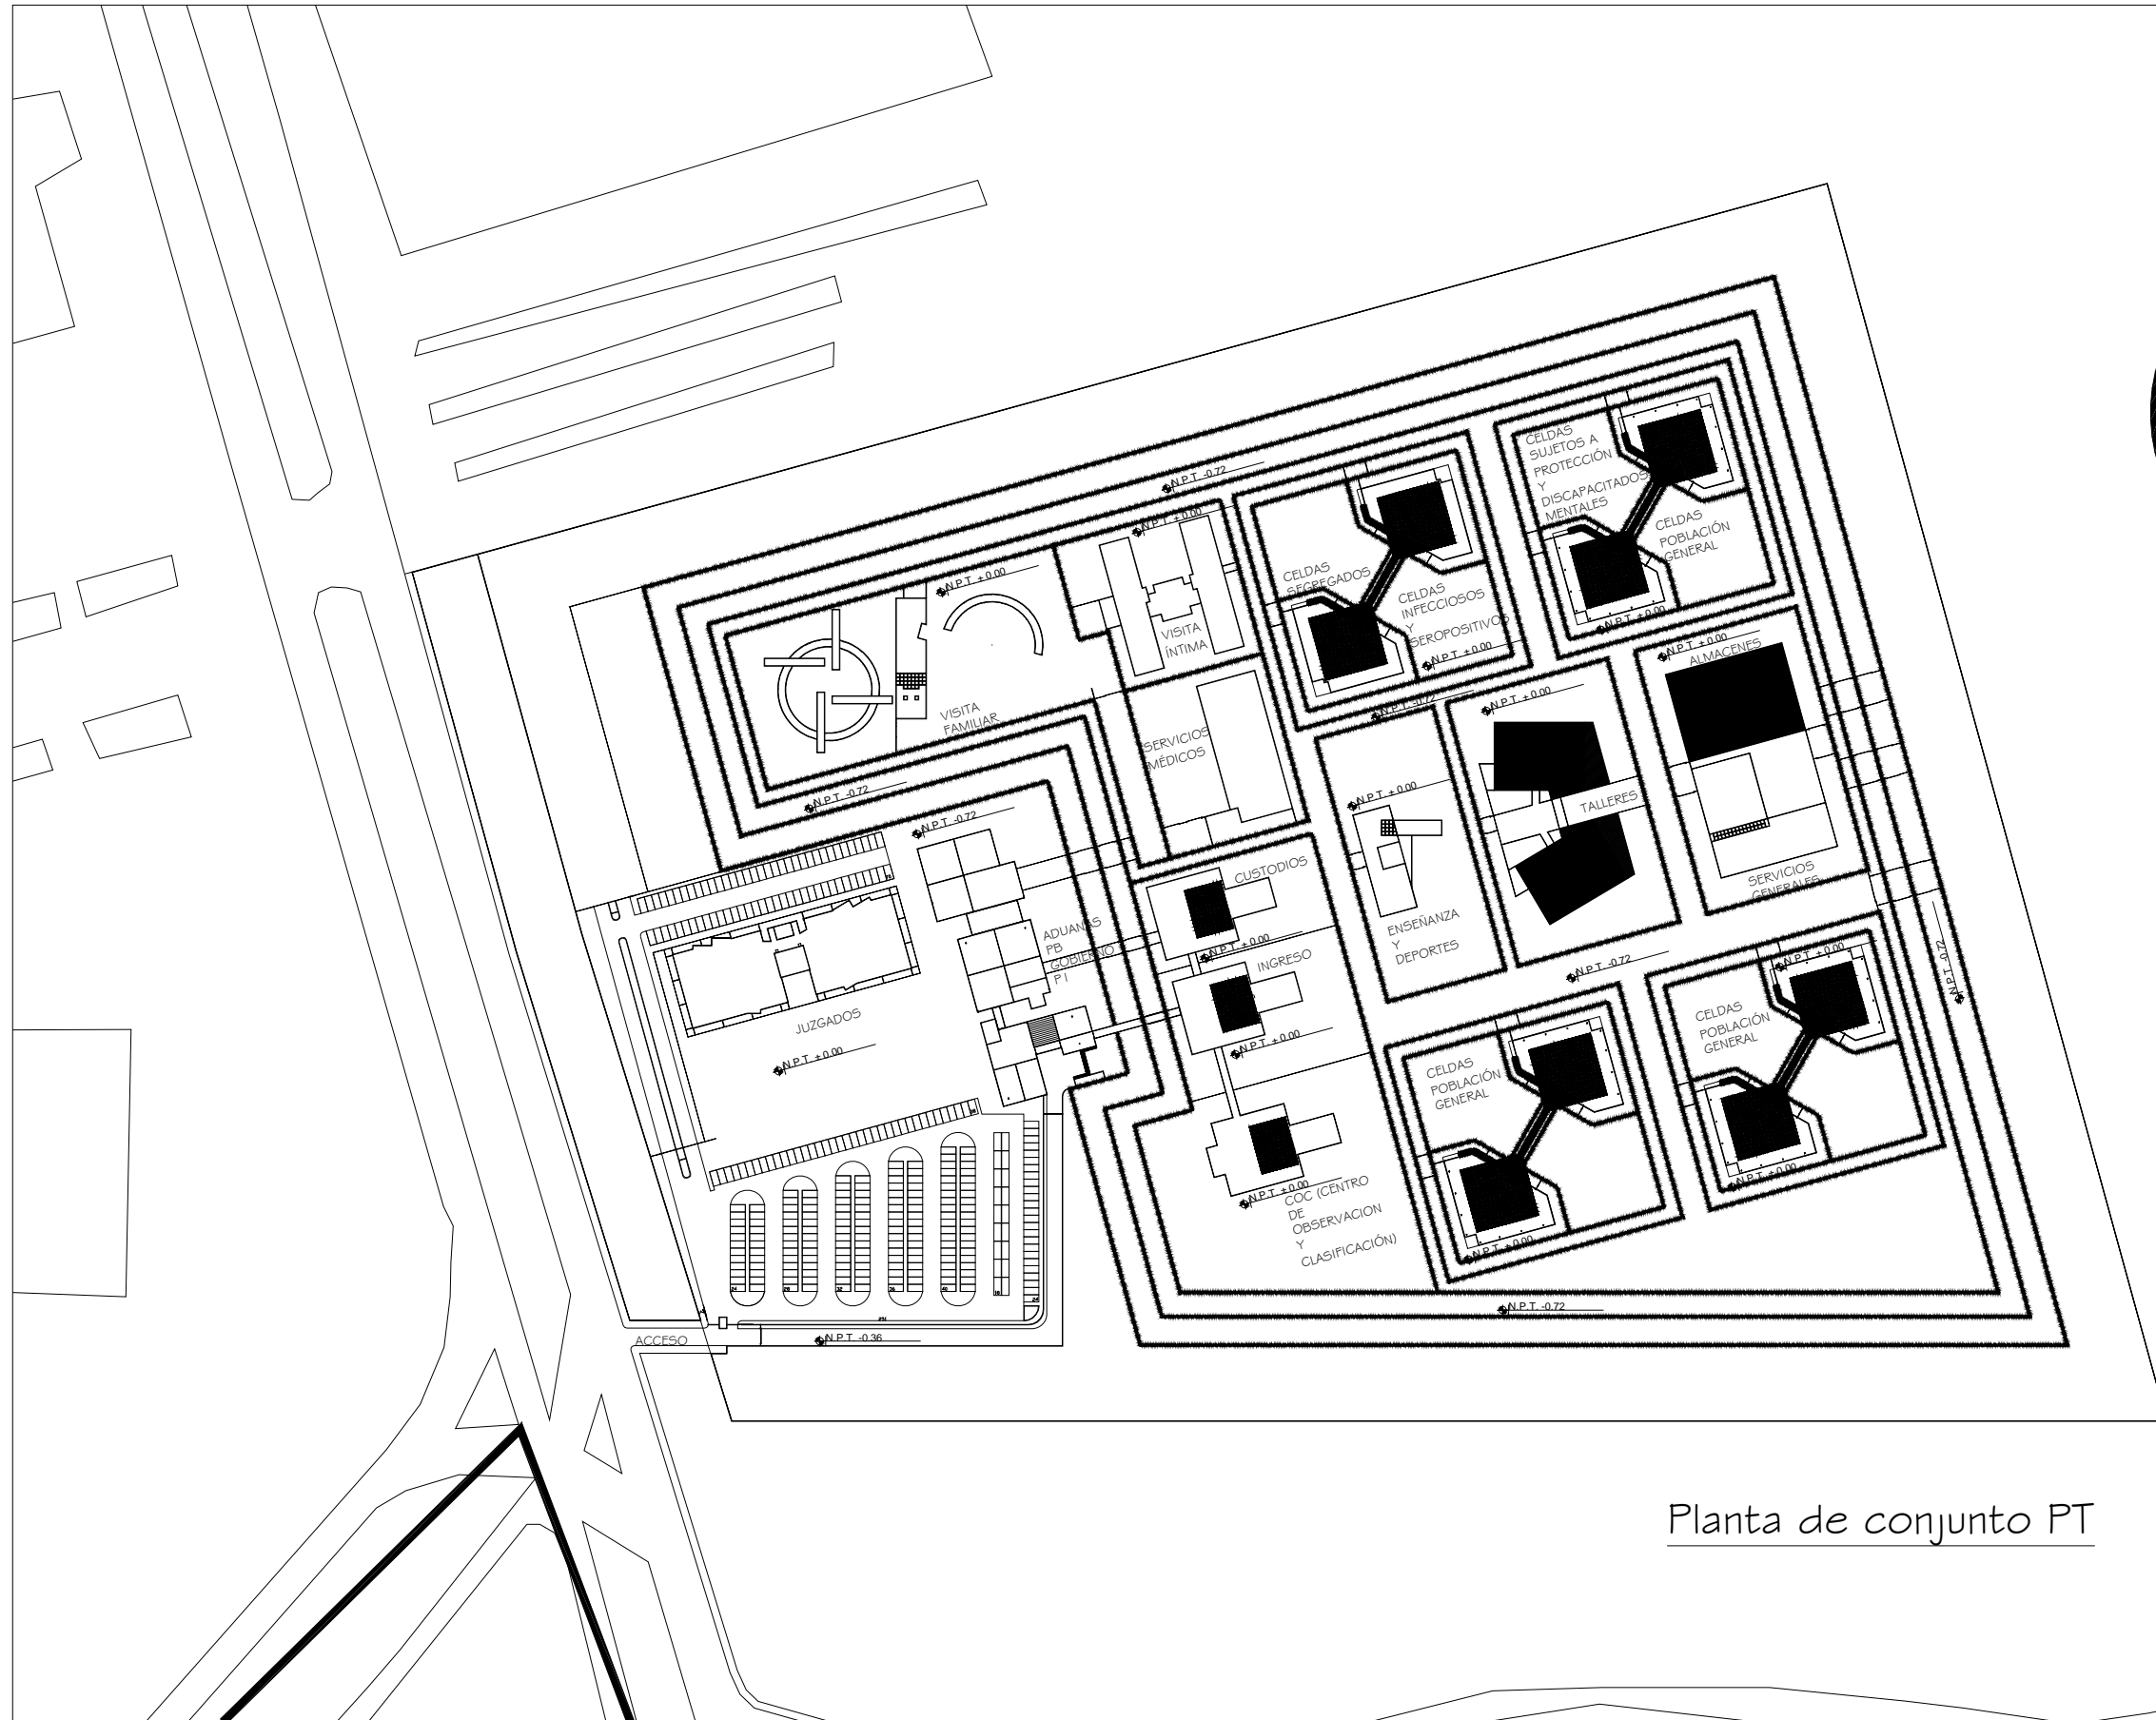 N.P.T. -0.72
N.P.T. ±0.00
N.P.T. ±0.00
VISITA
FAMILIAR
VISITA
ÍNTIMA
CELDAS
SEGREGADOS
CELDAS
INFECCIOSOS
Y
SEROPOSITIVOS
N.P.T. ±0.00
CELDAS
SUJETOS A
PROTECCIÓN
Y
DISCAPACITADOS
MENTALES
CELDAS
POBLACIÓN
GENERAL
N.P.T. ±0.00
N.P.T. ±0.00
ALMACENES
N.P.T. -0.72
N.P.T. ±0.00
SERVICIOS
MÉDICOS
N.P.T. -0.72
N.P.T. -0.72
N.P.T. ±0.00
TALLERES
SERVICIOS
GENERALES
CUSTODIOS
N.P.T. ±0.00
ENSEÑANZA
Y
DEPORTES
ADUANAS
PB
GOBIERNO
P1
INGRESO
N.P.T. ±0.00
N.P.T. -0.72
N.P.T. ±0.00
N.P.T. -0.72
JUZGADOS
N.P.T. ±0.00
CELDAS
POBLACIÓN
GENERAL
CELDAS
POBLACIÓN
GENERAL
N.P.T. ±0.00
N.P.T. ±0.00
COC (CENTRO
DE
OBSERVACION
Y
CLASIFICACIÓN)
N.P.T. ±0.00
N.P.T. -0.72
ACCESO
N.P.T. -0.36
Planta de conjunto PT